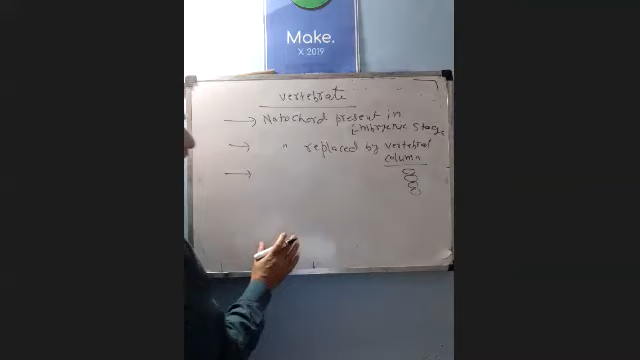 Make.
X 2019
vertebrate
→ Notochord present in
Embryonic stage
→ " replaced by vertebral
column
→